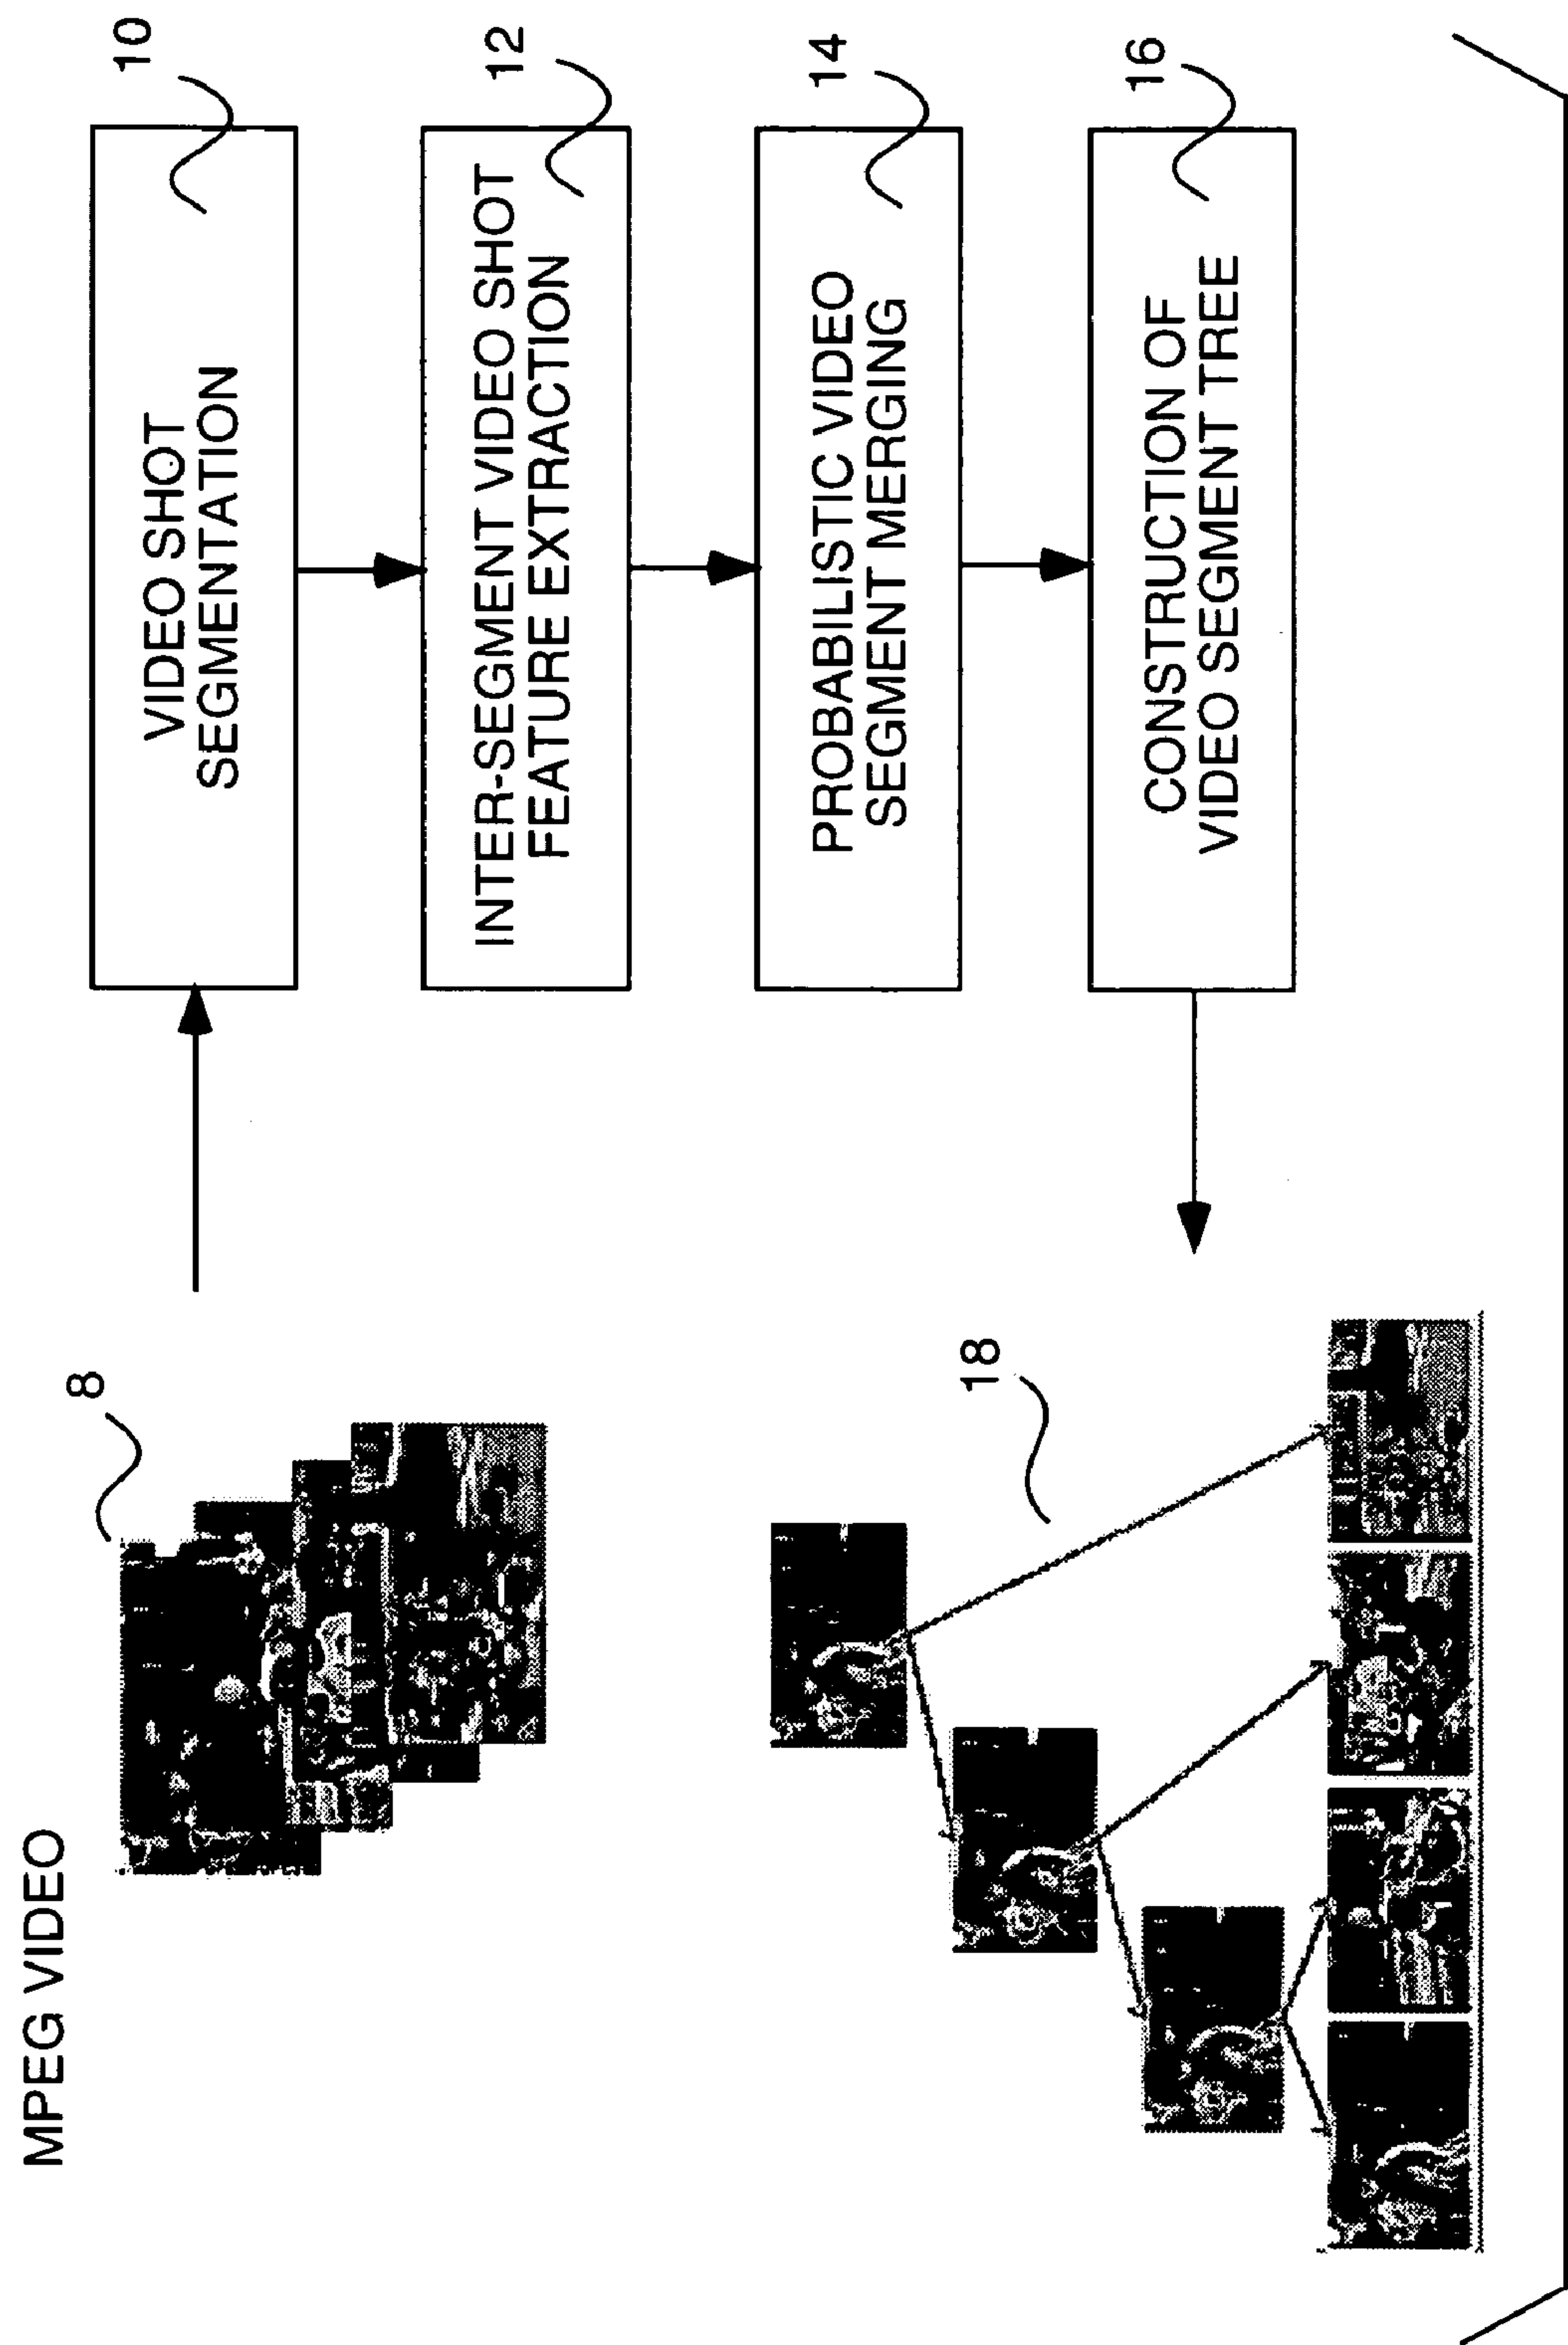 MPEG VIDEO
8
10
VIDEO SHOT
SEGMENTATION
12
INTER-SEGMENT VIDEO SHOT
FEATURE EXTRACTION
14
PROBABILISTIC VIDEO
SEGMENT MERGING
16
CONSTRUCTION OF
VIDEO SEGMENT TREE
18